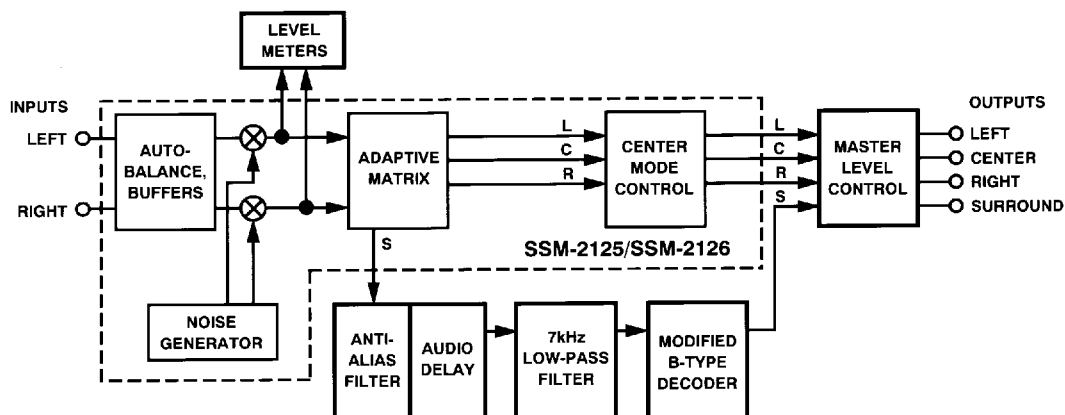 LEVEL
METERS
INPUTS
OUTPUTS
LEFT
RIGHT
AUTO-
BALANCE,
BUFFERS
ADAPTIVE
MATRIX
L
C
R
CENTER
MODE
CONTROL
L
C
R
S
MASTER
LEVEL
CONTROL
LEFT
CENTER
RIGHT
SURROUND
S
SSM-2125/SSM-2126
NOISE
GENERATOR
ANTI-
ALIAS
FILTER
AUDIO
DELAY
7kHz
LOW-PASS
FILTER
MODIFIED
B-TYPE
DECODER